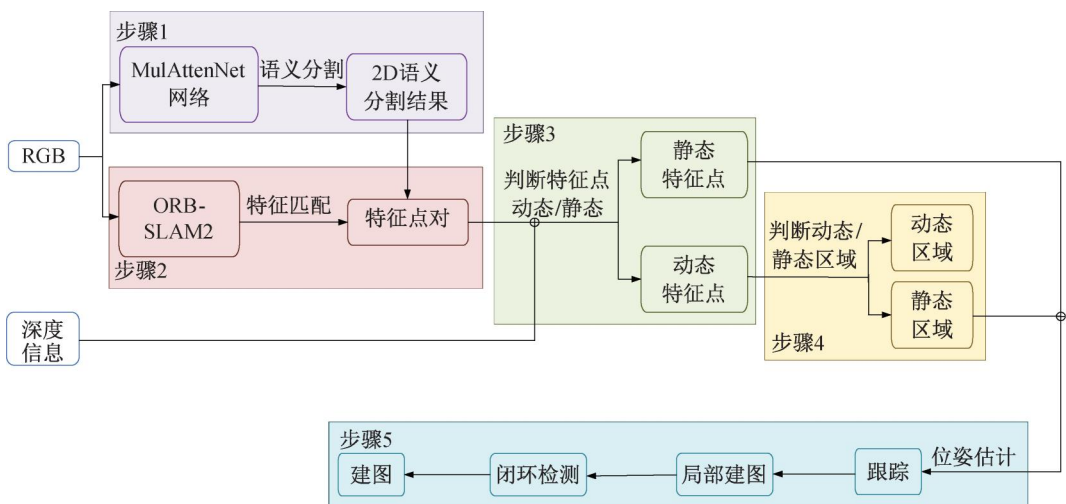 步骤1
MulAttenNet
网络
语义分割
2D语义
分割结果
RGB
ORB-
SLAM2
特征匹配
特征点对
步骤2
深度
信息
步骤3
判断特征点
动态/静态
静态
特征点
动态
特征点
判断动态/
静态区域
动态
区域
静态
区域
步骤4
步骤5
建图
闭环检测
局部建图
跟踪
位姿估计